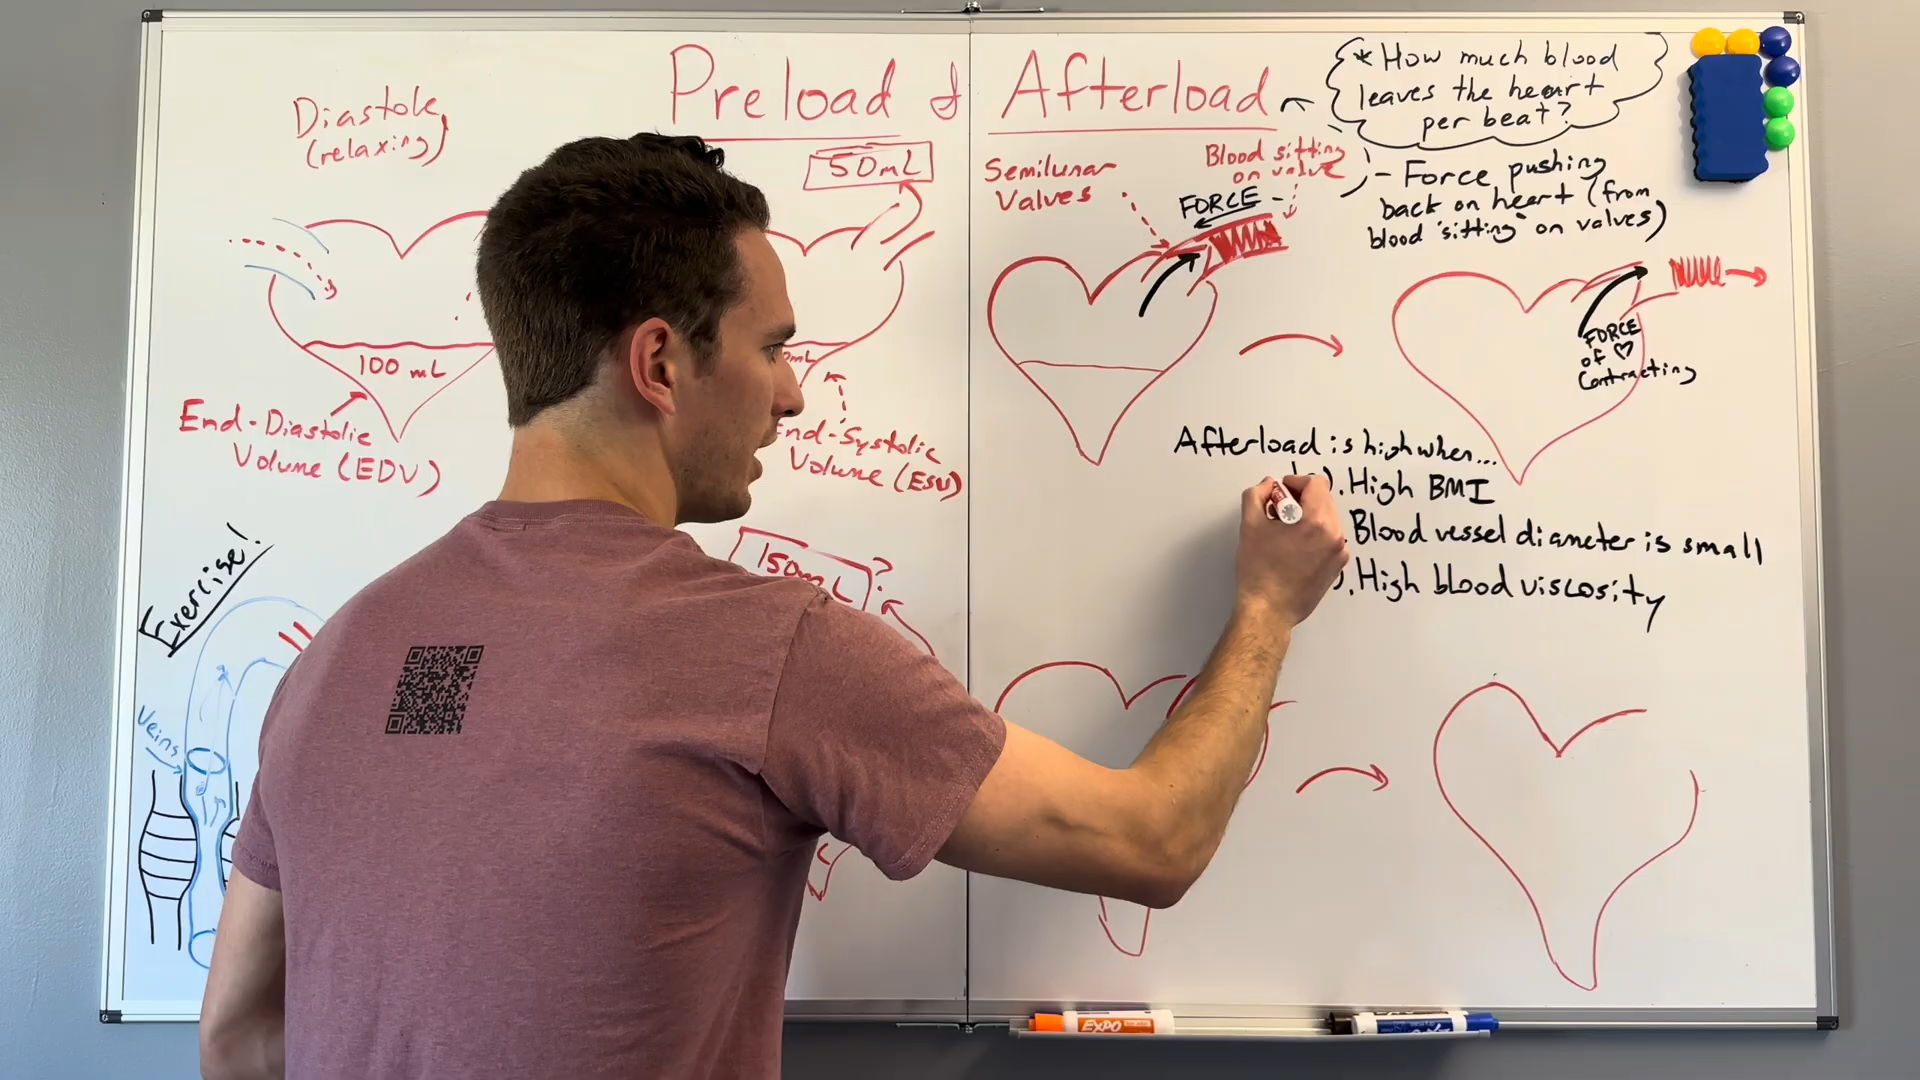 Preload & Afterload
Diastole
(relaxing)
50mL
100 mL
End-Diastolic
Volume (EDV)
End-Systolic
Volume (ESV)
Exercise!
Veins
150mL ?
* How much blood
leaves the heart
per beat?
Semilunar
Valves
Blood sitting
on valve
FORCE
- Force pushing
back on heart (from
blood "sitting" on valves)
FORCE
of ♡
Contracting
Afterload is high when...
). High BMI
. Blood vessel diameter is small
). High blood viscosity
EXPO